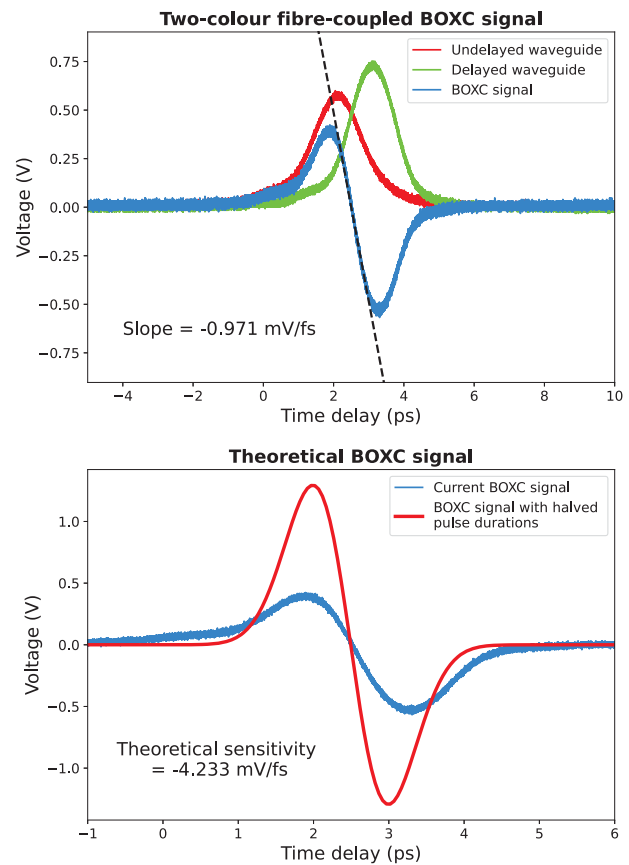 Two-colour fibre-coupled BOXC signal
Undelayed waveguide
Delayed waveguide
BOXC signal
Voltage (V)
0.75
0.50
0.25
0.00
−0.25
−0.50
−0.75
Slope = -0.971 mV/fs
−4 −2 0 2 4 6 8 10
Time delay (ps)
Theoretical BOXC signal
Current BOXC signal
BOXC signal with halved
pulse durations
Voltage (V)
1.0
0.5
0.0
−0.5
−1.0
Theoretical sensitivity
= -4.233 mV/fs
−1 0 1 2 3 4 5 6
Time delay (ps)